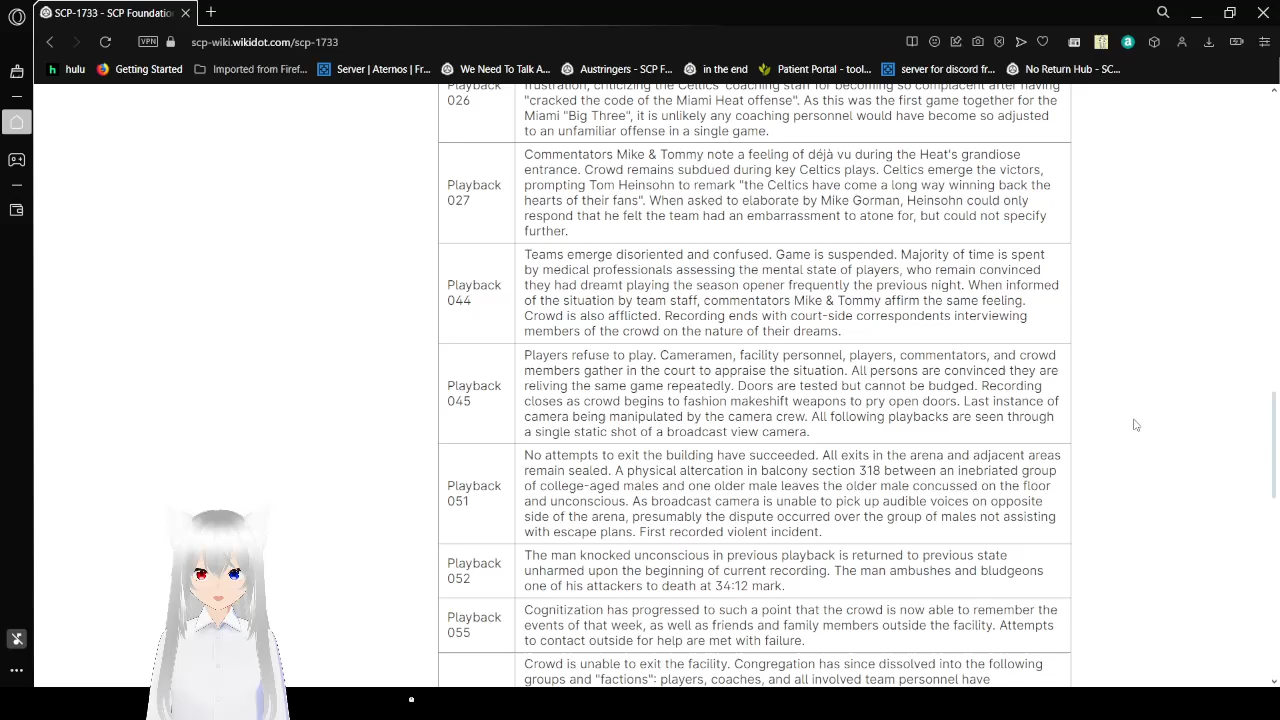 SCP-1733 - SCP Foundatio
VPN
scp-wiki.wikidot.com/scp-1733
hulu
Getting Started
Imported from Firef...
Server | Aternos | Fr...
We Need To Talk A...
Austringers - SCP F...
in the end
Patient Portal - tool...
server for discord fr...
No Return Hub - SC...
Playback
026
frustration, criticizing the Celtics' coaching staff for becoming so complacent after having
"cracked the code of the Miami Heat offense". As this was the first game together for the
Miami "Big Three", it is unlikely any coaching personnel would have become so adjusted
to an unfamiliar offense in a single game.
Playback
027
Commentators Mike & Tommy note a feeling of déjà vu during the Heat's grandiose
entrance. Crowd remains subdued during key Celtics plays. Celtics emerge the victors,
prompting Tom Heinsohn to remark "the Celtics have come a long way winning back the
hearts of their fans". When asked to elaborate by Mike Gorman, Heinsohn could only
respond that he felt the team had an embarrassment to atone for, but could not specify
further.
Playback
044
Teams emerge disoriented and confused. Game is suspended. Majority of time is spent
by medical professionals assessing the mental state of players, who remain convinced
they had dreamt playing the season opener frequently the previous night. When informed
of the situation by team staff, commentators Mike & Tommy affirm the same feeling.
Crowd is also afflicted. Recording ends with court-side correspondents interviewing
members of the crowd on the nature of their dreams.
Playback
045
Players refuse to play. Cameramen, facility personnel, players, commentators, and crowd
members gather in the court to appraise the situation. All persons are convinced they are
reliving the same game repeatedly. Doors are tested but cannot be budged. Recording
closes as crowd begins to fashion makeshift weapons to pry open doors. Last instance of
camera being manipulated by the camera crew. All following playbacks are seen through
a single static shot of a broadcast view camera.
Playback
051
No attempts to exit the building have succeeded. All exits in the arena and adjacent areas
remain sealed. A physical altercation in balcony section 318 between an inebriated group
of college-aged males and one older male leaves the older male concussed on the floor
and unconscious. As broadcast camera is unable to pick up audible voices on opposite
side of the arena, presumably the dispute occurred over the group of males not assisting
with escape plans. First recorded violent incident.
Playback
052
The man knocked unconscious in previous playback is returned to previous state
unharmed upon the beginning of current recording. The man ambushes and bludgeons
one of his attackers to death at 34:12 mark.
Playback
055
Cognitization has progressed to such a point that the crowd is now able to remember the
events of that week, as well as friends and family members outside the facility. Attempts
to contact outside for help are met with failure.
Crowd is unable to exit the facility. Congregation has since dissolved into the following
groups and "factions": players, coaches, and all involved team personnel have